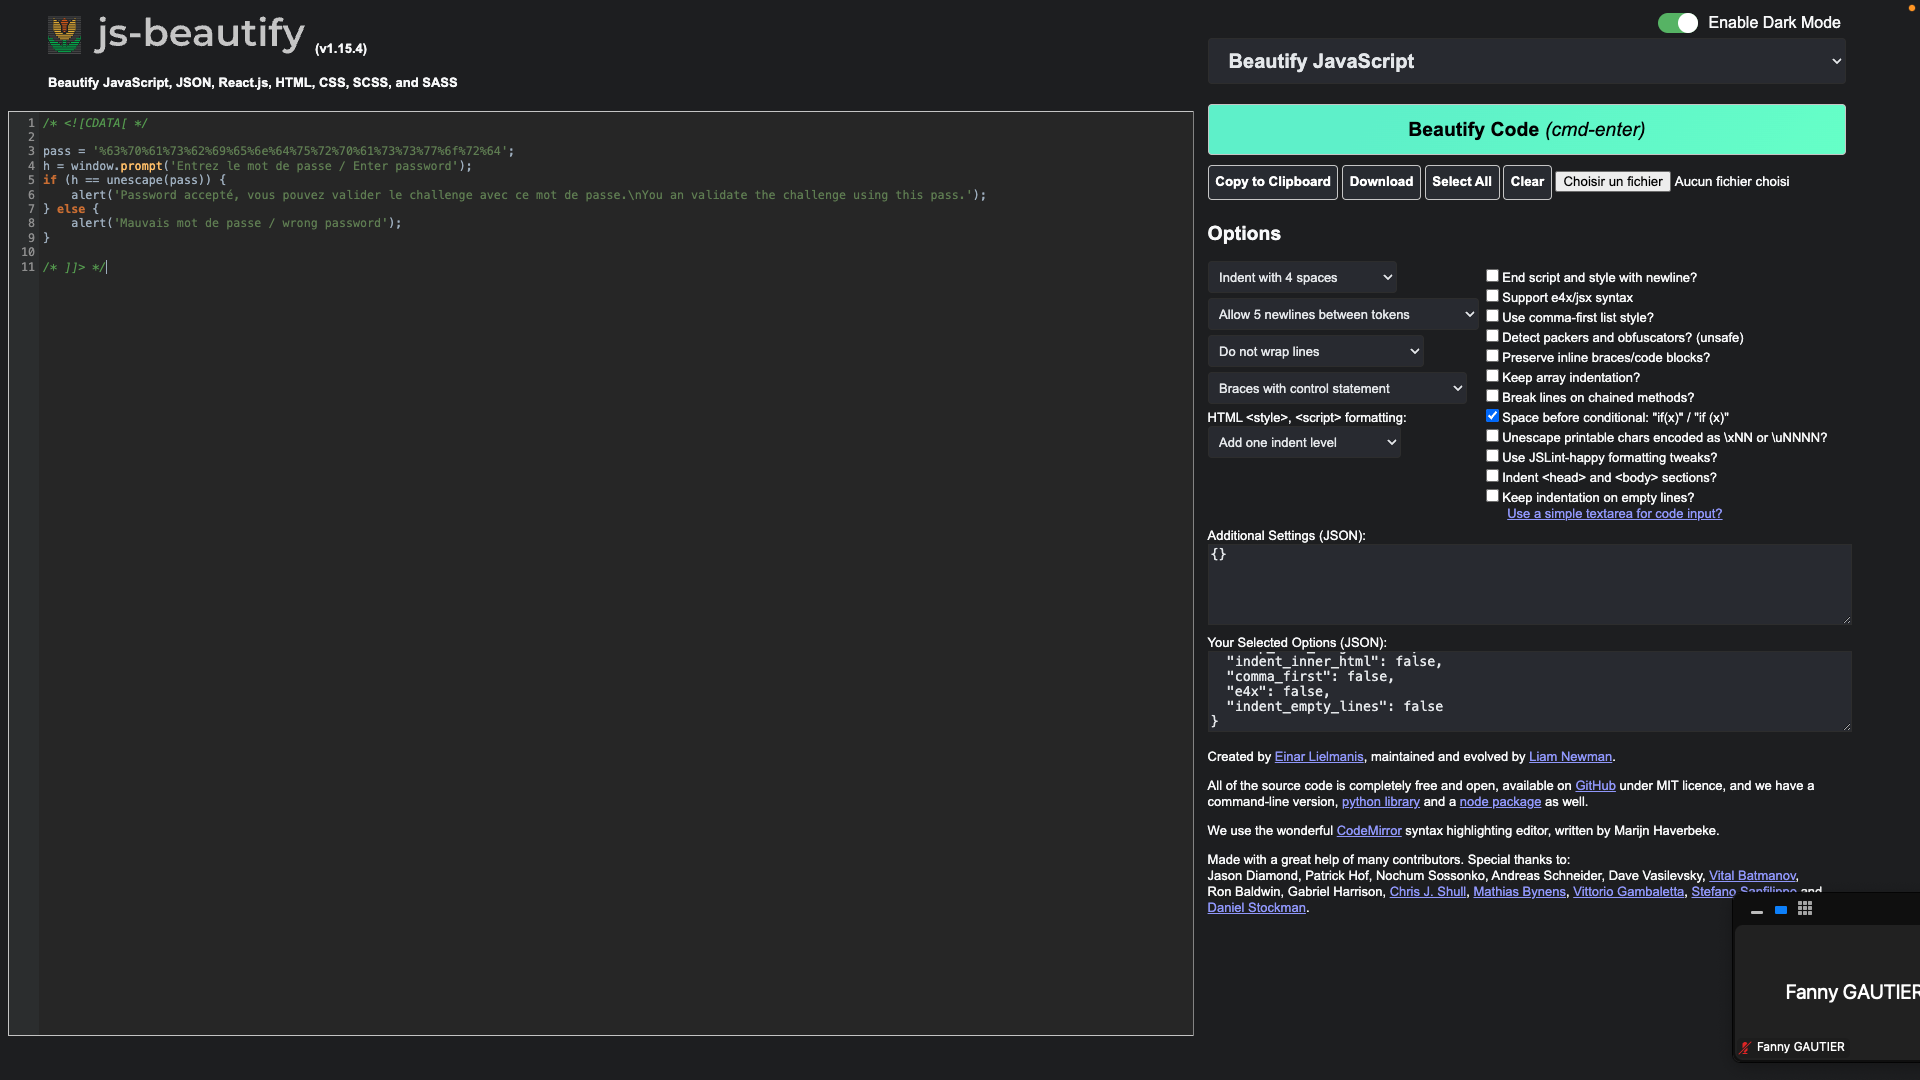 js-beautify (v1.15.4)
Beautify JavaScript, JSON, React.js, HTML, CSS, SCSS, and SASS
1 /* <![CDATA[ */
2
3 pass = '%63%70%61%73%62%69%65%6e%64%75%72%70%61%73%73%77%6f%72%64';
4 h = window.prompt('Entrez le mot de passe / Enter password');
5 if (h == unescape(pass)) {
6     alert('Password accepté, vous pouvez valider le challenge avec ce mot de passe.\nYou an validate the challenge using this pass.');
7 } else {
8     alert('Mauvais mot de passe / wrong password');
9 }
10
11 /* ]]> */
Enable Dark Mode
Beautify JavaScript
Beautify Code (cmd-enter)
Copy to Clipboard Download Select All Clear Choisir un fichier Aucun fichier choisi
Options
Indent with 4 spaces
Allow 5 newlines between tokens
Do not wrap lines
Braces with control statement
HTML <style>, <script> formatting:
Add one indent level
End script and style with newline?
Support e4x/jsx syntax
Use comma-first list style?
Detect packers and obfuscators? (unsafe)
Preserve inline braces/code blocks?
Keep array indentation?
Break lines on chained methods?
Space before conditional: "if(x)" / "if (x)"
Unescape printable chars encoded as \xNN or \uNNNN?
Use JSLint-happy formatting tweaks?
Indent <head> and <body> sections?
Keep indentation on empty lines?
Use a simple textarea for code input?
Additional Settings (JSON):
{}
Your Selected Options (JSON):
"indent_inner_html": false,
"comma_first": false,
"e4x": false,
"indent_empty_lines": false
}
Created by Einar Lielmanis, maintained and evolved by Liam Newman.
All of the source code is completely free and open, available on GitHub under MIT licence, and we have a
command-line version, python library and a node package as well.
We use the wonderful CodeMirror syntax highlighting editor, written by Marijn Haverbeke.
Made with a great help of many contributors. Special thanks to:
Jason Diamond, Patrick Hof, Nochum Sossonko, Andreas Schneider, Dave Vasilevsky, Vital Batmanov,
Ron Baldwin, Gabriel Harrison, Chris J. Shull, Mathias Bynens, Vittorio Gambaletta, Stefano Sanfilippo and
Daniel Stockman.
Fanny GAUTIER
Fanny GAUTIER